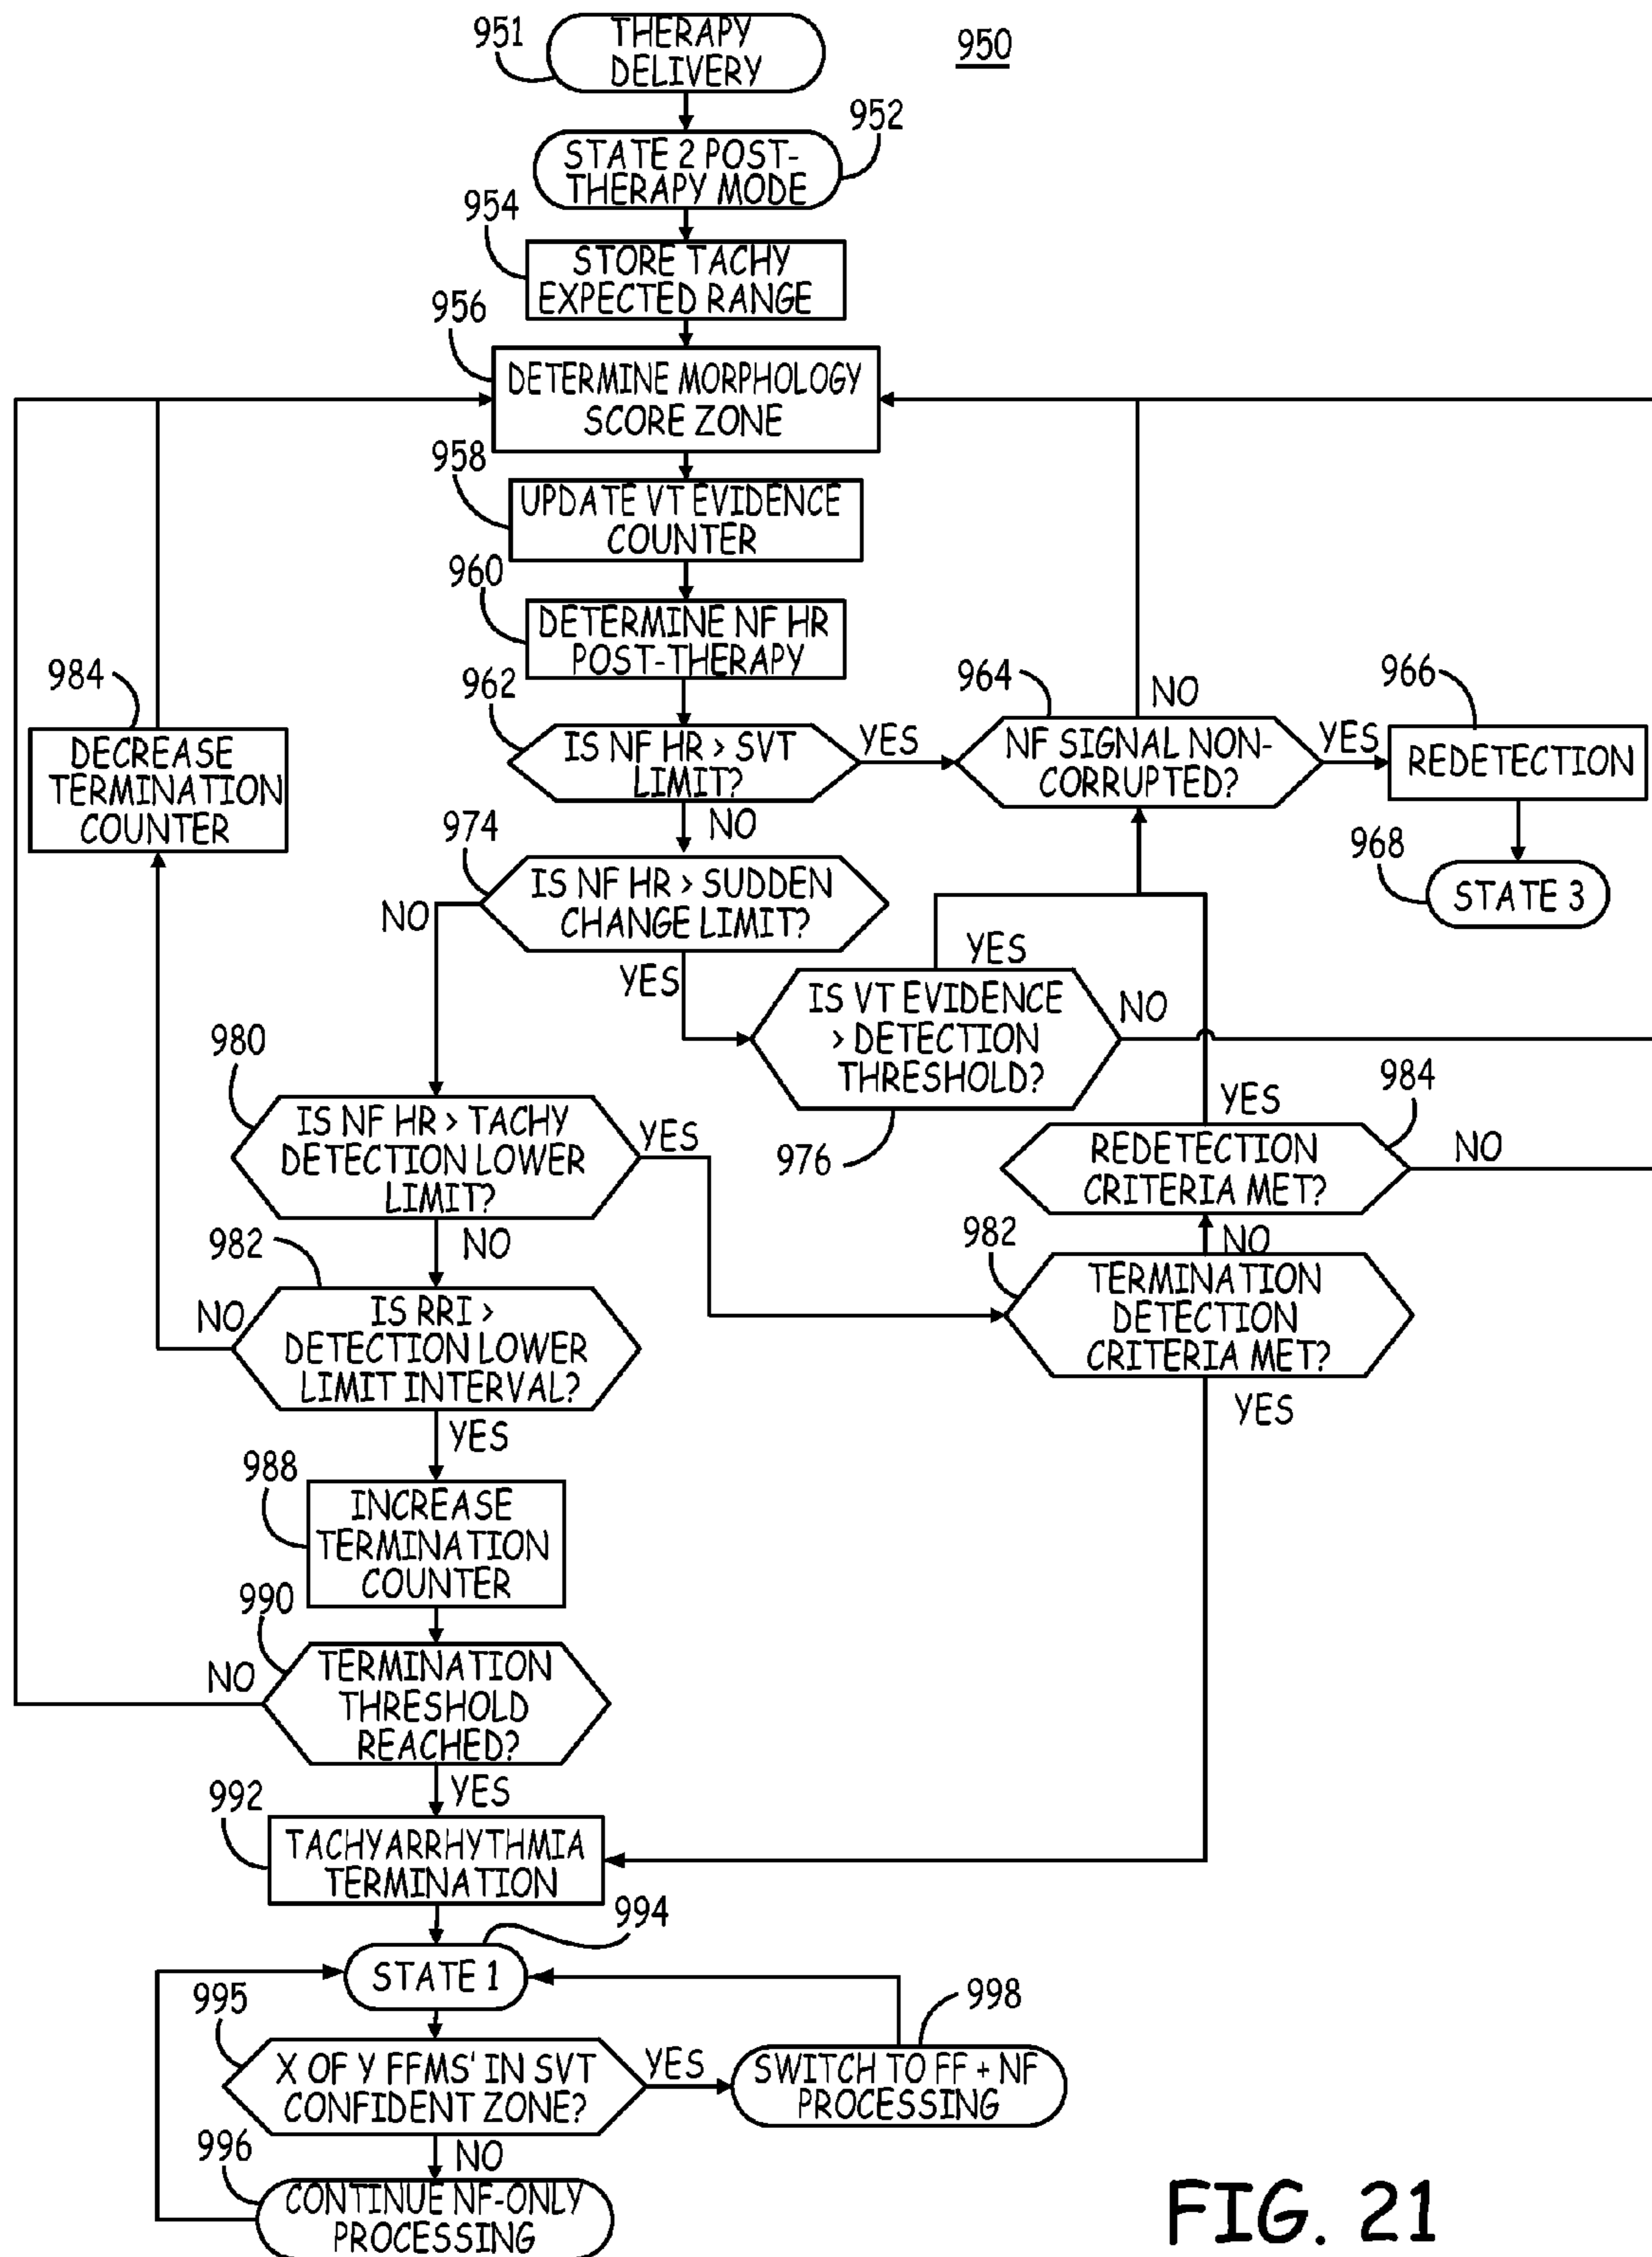 951
THERAPY
DELIVERY
950
952
STATE 2 POST-
THERAPY MODE
954
STORE TACHY
EXPECTED RANGE
956
DETERMINE MORPHOLOGY
SCORE ZONE
958
UPDATE VT EVIDENCE
COUNTER
960
DETERMINE NF HR
POST-THERAPY
962
IS NF HR > SVT
LIMIT?
YES
NO
964
NF SIGNAL NON-
CORRUPTED?
NO
YES
966
REDETECTION
968
STATE 3
984
DECREASE
TERMINATION
COUNTER
974
IS NF HR > SUDDEN
CHANGE LIMIT?
NO
YES
IS VT EVIDENCE
> DETECTION
THRESHOLD?
YES
NO
976
980
IS NF HR > TACHY
DETECTION LOWER
LIMIT?
YES
NO
984
REDETECTION
CRITERIA MET?
YES
NO
982
TERMINATION
DETECTION
CRITERIA MET?
NO
YES
982
IS RRI >
DETECTION LOWER
LIMIT INTERVAL?
NO
YES
988
INCREASE
TERMINATION
COUNTER
990
TERMINATION
THRESHOLD
REACHED?
NO
YES
992
TACHYARRHYTHMIA
TERMINATION
994
STATE 1
995
X OF Y FFMS' IN SVT
CONFIDENT ZONE?
YES
NO
998
SWITCH TO FF + NF
PROCESSING
996
CONTINUE NF-ONLY
PROCESSING
FIG. 21